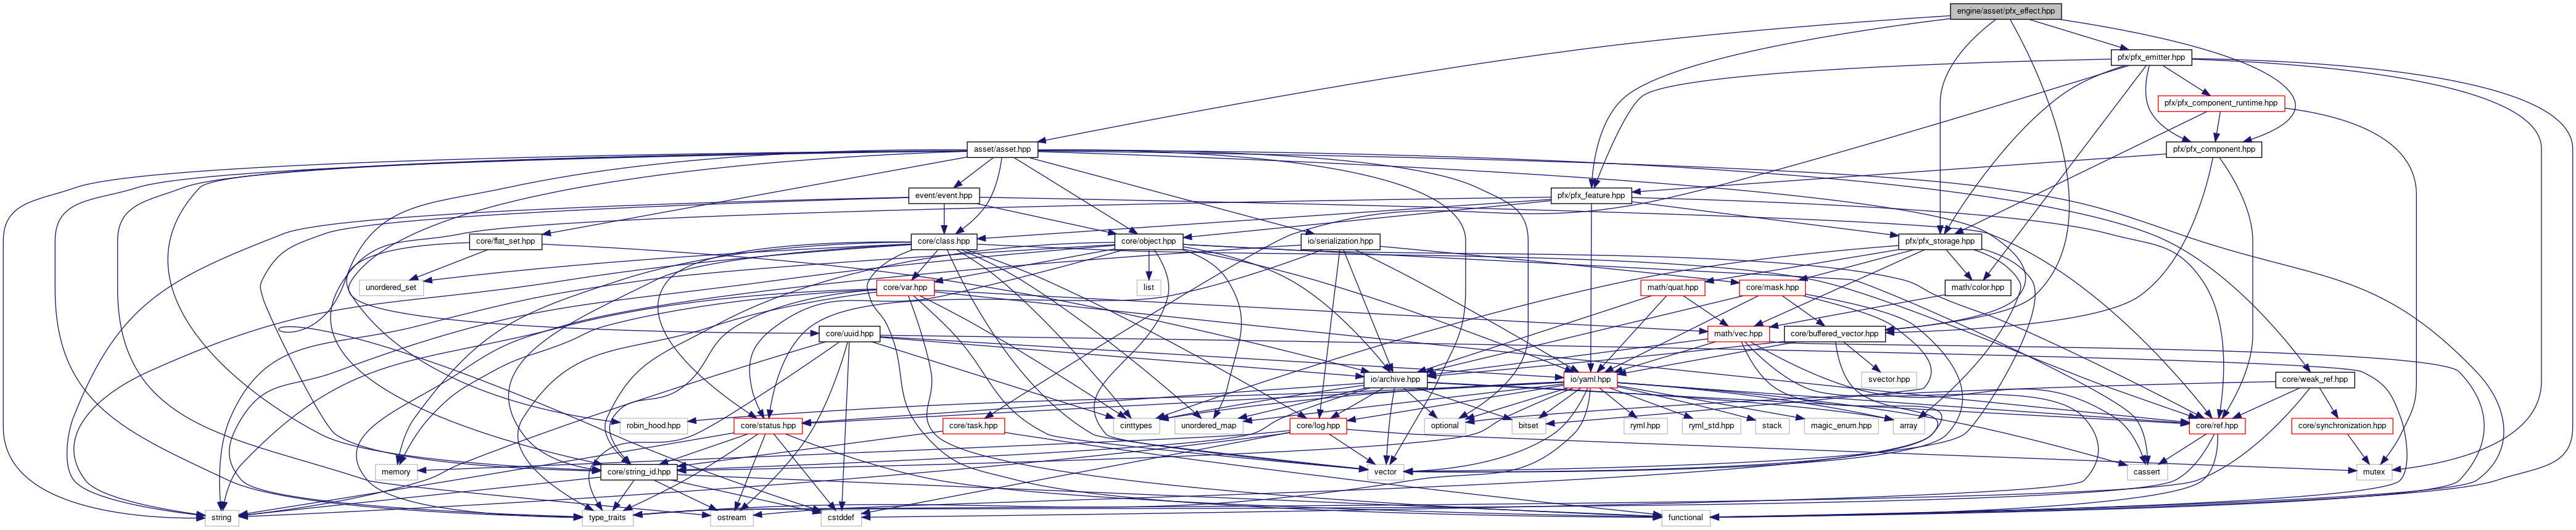 engine/asset/pfx_effect.hpp
pfx/pfx_emitter.hpp
pfx/pfx_component_runtime.hpp
asset/asset.hpp
pfx/pfx_component.hpp
event/event.hpp
pfx/pfx_feature.hpp
core/flat_set.hpp
core/class.hpp
core/object.hpp
io/serialization.hpp
pfx/pfx_storage.hpp
unordered_set
core/var.hpp
list
math/quat.hpp
core/mask.hpp
math/color.hpp
core/uuid.hpp
math/vec.hpp
core/buffered_vector.hpp
io/archive.hpp
io/yaml.hpp
svector.hpp
core/weak_ref.hpp
robin_hood.hpp
core/status.hpp
cinttypes
core/task.hpp
unordered_map
core/log.hpp
optional
bitset
ryml.hpp
ryml_std.hpp
stack
magic_enum.hpp
array
core/ref.hpp
core/synchronization.hpp
memory
core/string_id.hpp
vector
cassert
mutex
string
type_traits
ostream
cstddef
functional